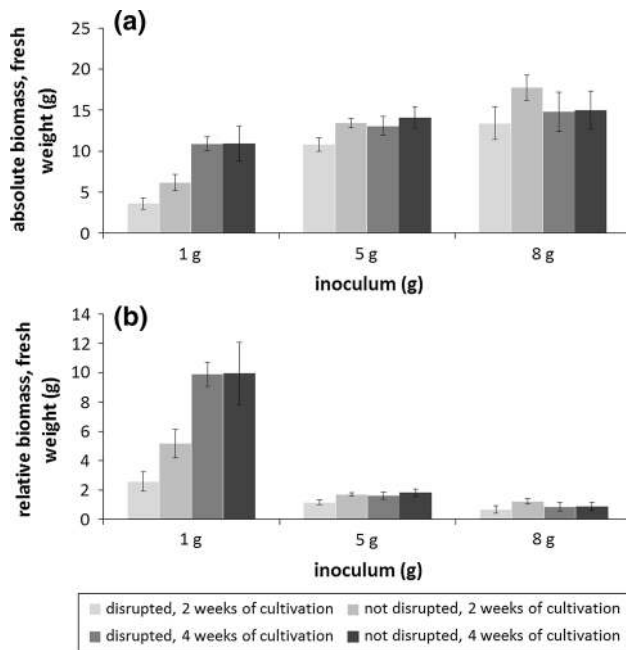 (a)
absolute biomass, fresh
weight (g)
25
20
15
10
5
0
1 g
5 g
8 g
inoculum (g)
(b)
relative biomass, fresh
weight (g)
14
12
10
8
6
4
2
0
1 g
5 g
8 g
inoculum (g)
disrupted, 2 weeks of cultivation
not disrupted, 2 weeks of cultivation
disrupted, 4 weeks of cultivation
not disrupted, 4 weeks of cultivation